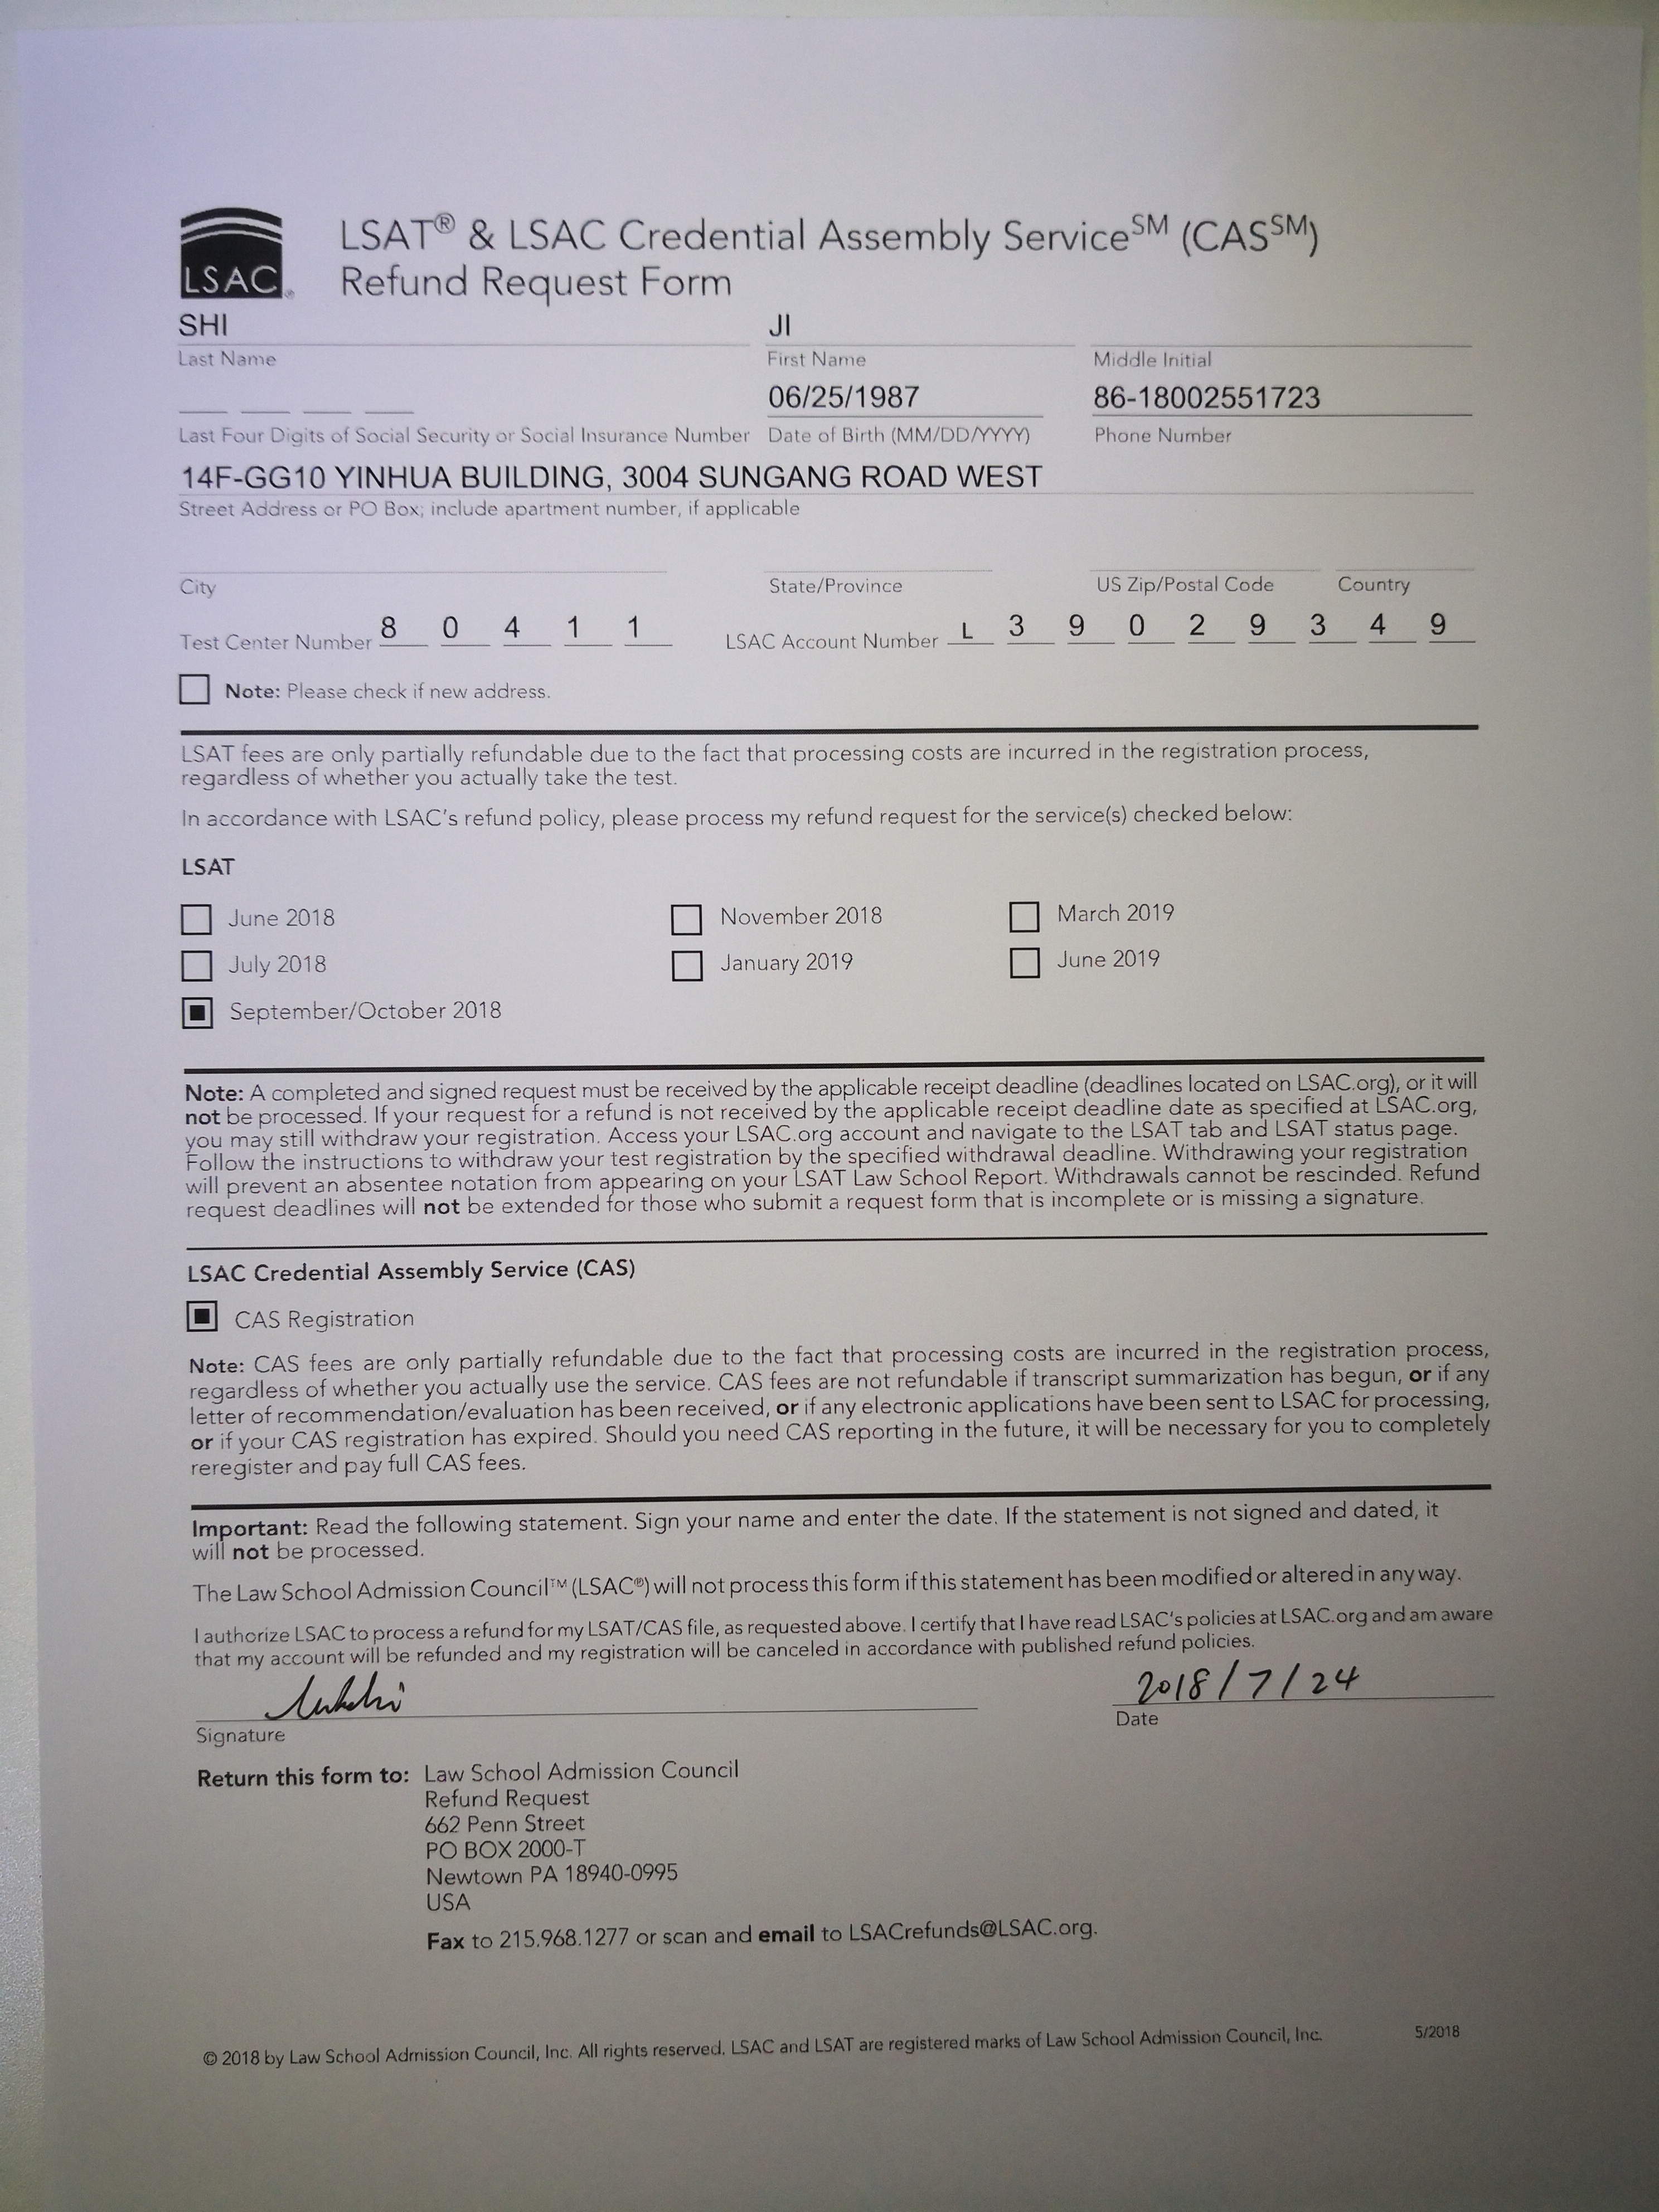 LSAC®
LSAT® & LSAC Credential Assembly Service℠ (CAS℠)
Refund Request Form
SHI JI
Last Name First Name Middle Initial
06/25/1987 86-18002551723
Last Four Digits of Social Security or Social Insurance Number Date of Birth (MM/DD/YYYY) Phone Number
14F-GG10 YINHUA BUILDING, 3004 SUNGANG ROAD WEST
Street Address or PO Box; include apartment number, if applicable
City State/Province US Zip/Postal Code Country
Test Center Number 8 0 4 1 1 LSAC Account Number L 3 9 0 2 9 3 4 9
Note: Please check if new address.
LSAT fees are only partially refundable due to the fact that processing costs are incurred in the registration process,
regardless of whether you actually take the test.
In accordance with LSAC's refund policy, please process my refund request for the service(s) checked below:
LSAT
June 2018 November 2018 March 2019
July 2018 January 2019 June 2019
September/October 2018
Note: A completed and signed request must be received by the applicable receipt deadline (deadlines located on LSAC.org), or it will
not be processed. If your request for a refund is not received by the applicable receipt deadline date as specified at LSAC.org,
you may still withdraw your registration. Access your LSAC.org account and navigate to the LSAT tab and LSAT status page.
Follow the instructions to withdraw your test registration by the specified withdrawal deadline. Withdrawing your registration
will prevent an absentee notation from appearing on your LSAT Law School Report. Withdrawals cannot be rescinded. Refund
request deadlines will not be extended for those who submit a request form that is incomplete or is missing a signature.
LSAC Credential Assembly Service (CAS)
CAS Registration
Note: CAS fees are only partially refundable due to the fact that processing costs are incurred in the registration process,
regardless of whether you actually use the service. CAS fees are not refundable if transcript summarization has begun, or if any
letter of recommendation/evaluation has been received, or if any electronic applications have been sent to LSAC for processing,
or if your CAS registration has expired. Should you need CAS reporting in the future, it will be necessary for you to completely
reregister and pay full CAS fees.
Important: Read the following statement. Sign your name and enter the date. If the statement is not signed and dated, it
will not be processed.
The Law School Admission Council™ (LSAC®) will not process this form if this statement has been modified or altered in any way.
I authorize LSAC to process a refund for my LSAT/CAS file, as requested above. I certify that I have read LSAC's policies at LSAC.org and am aware
that my account will be refunded and my registration will be canceled in accordance with published refund policies.
2018/7/24
Signature Date
Return this form to: Law School Admission Council
Refund Request
662 Penn Street
PO BOX 2000-T
Newtown PA 18940-0995
USA
Fax to 215.968.1277 or scan and email to LSACrefunds@LSAC.org.
© 2018 by Law School Admission Council, Inc. All rights reserved. LSAC and LSAT are registered marks of Law School Admission Council, Inc. 5/2018